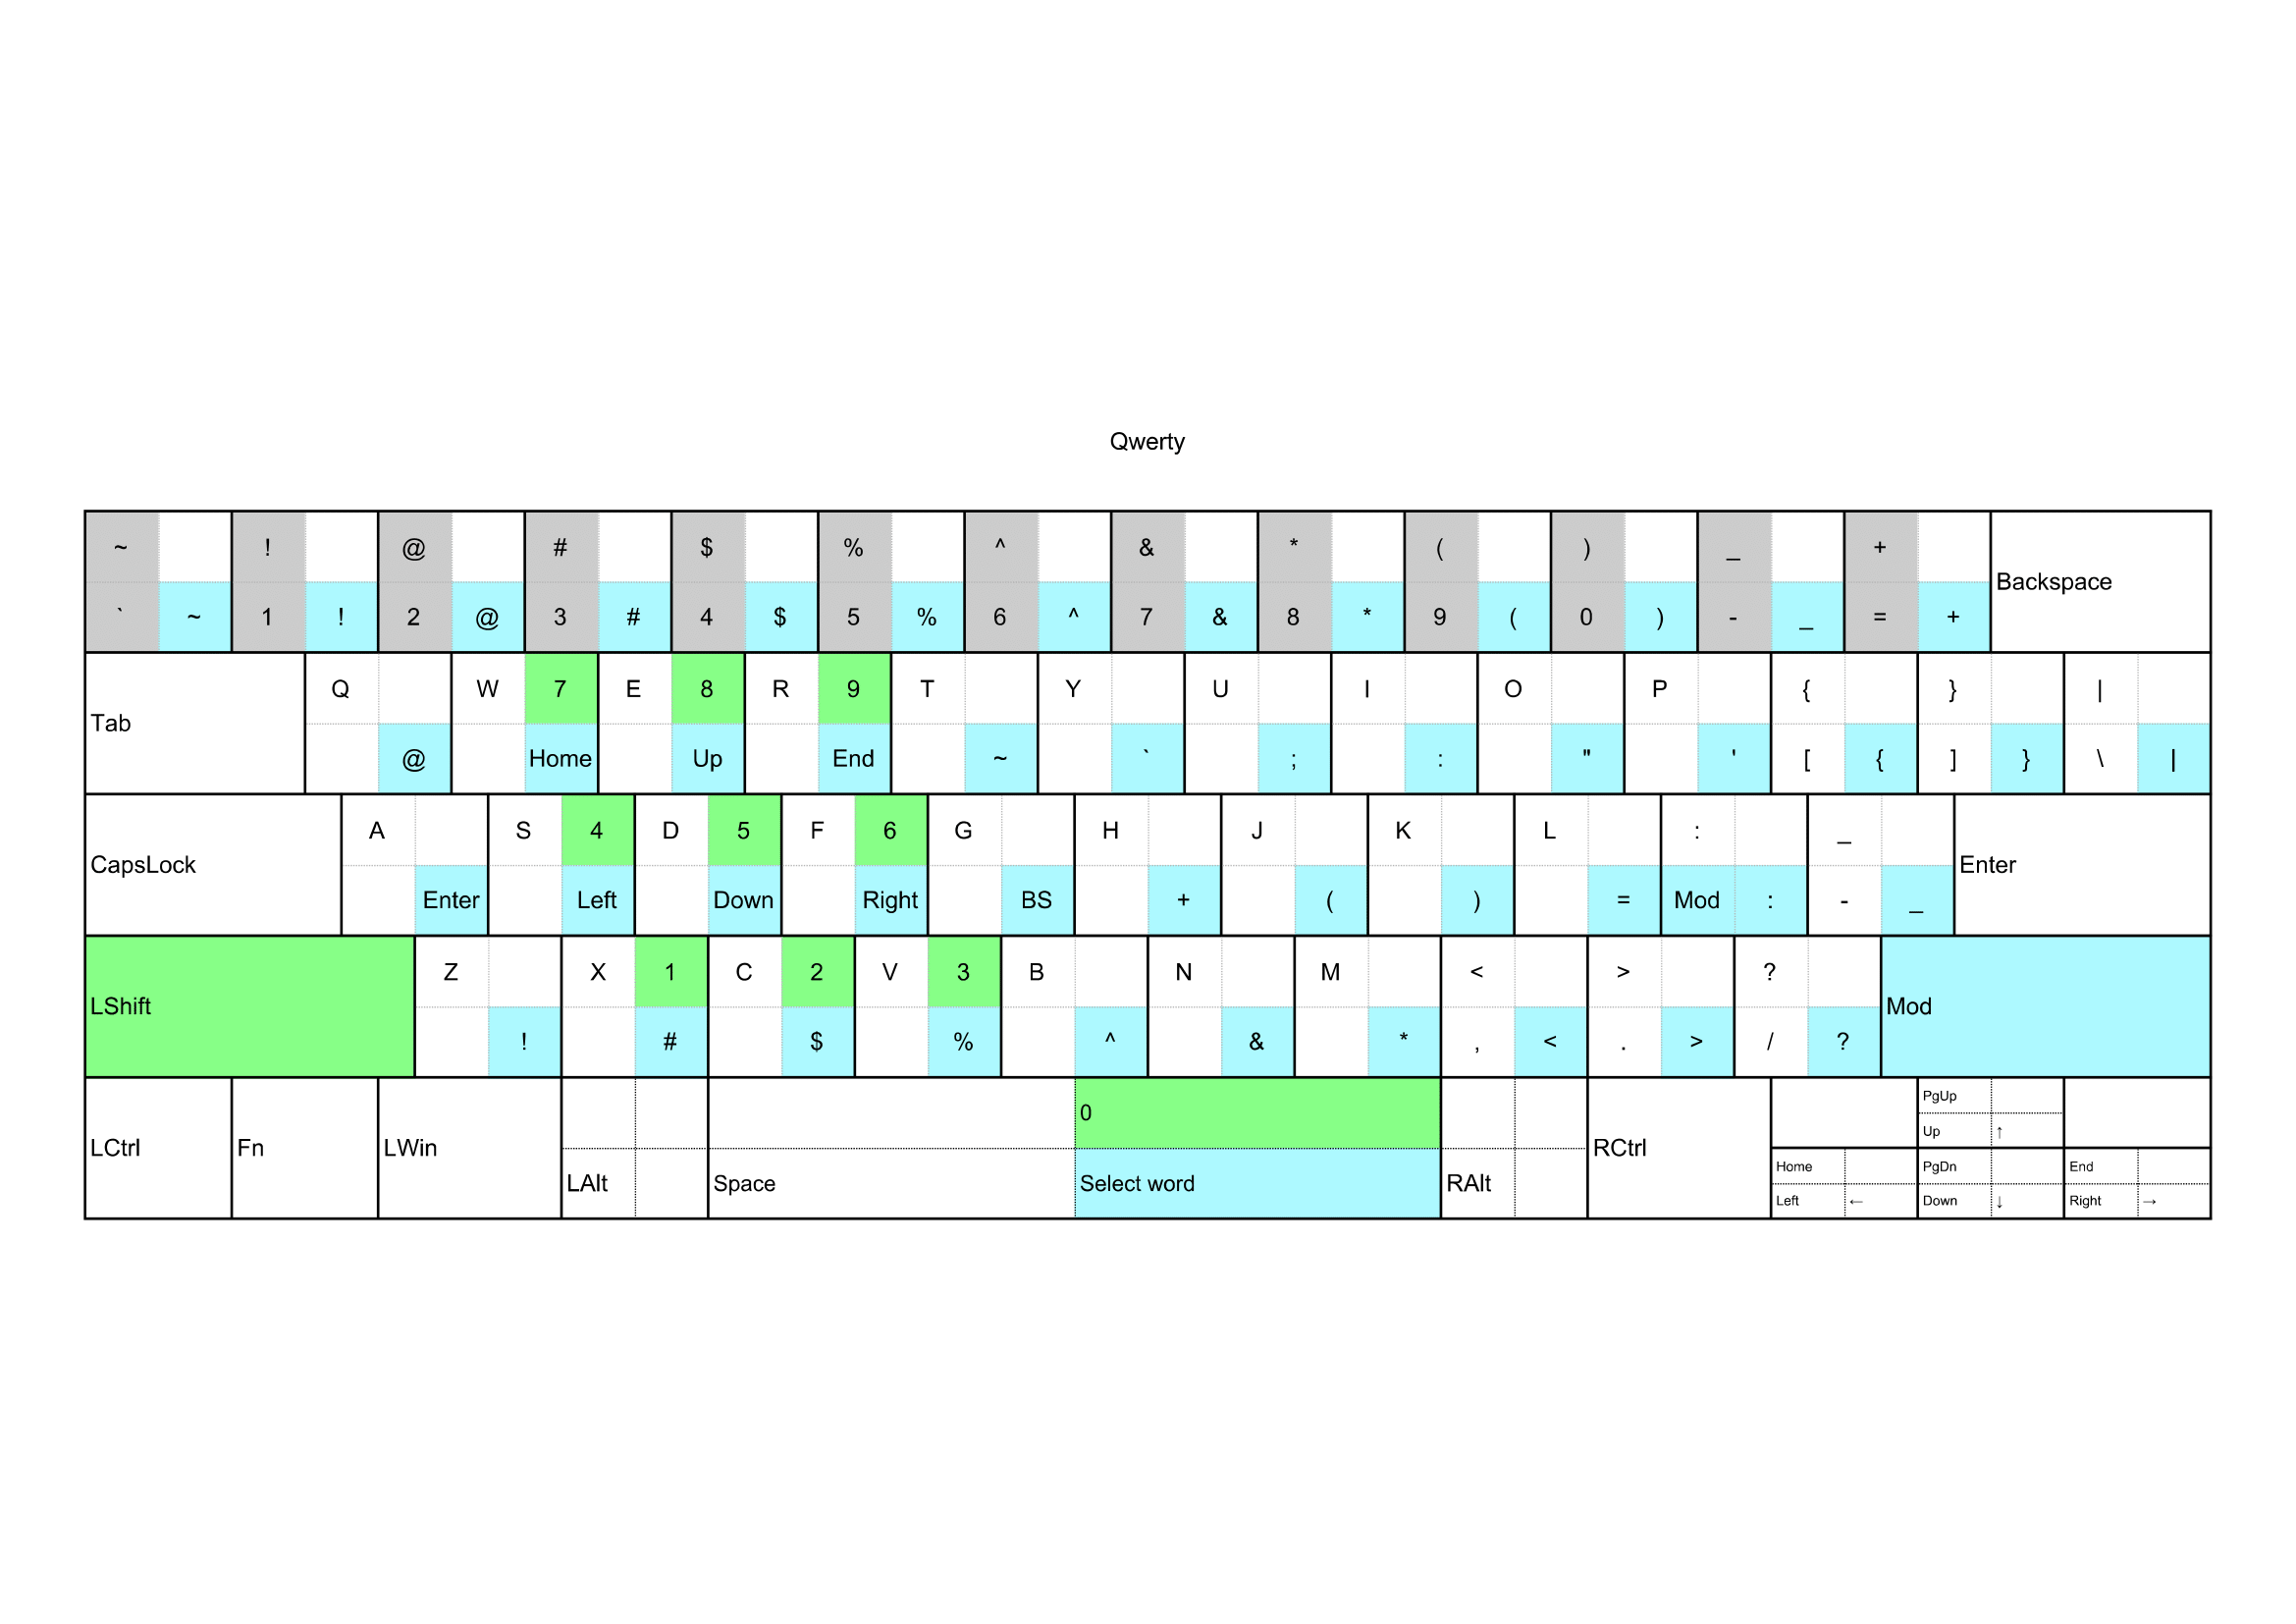 Qwerty
~ ! @ # $ % ^ & * ( ) _ +
` ~ 1 ! 2 @ 3 # 4 $ 5 % 6 ^ 7 & 8 * 9 ( 0 ) - _ = + Backspace
Q W 7 E 8 R 9 T Y U I O P { } |
Tab @ Home Up End ~ ` ; : " ' [ { ] } \ |
A S 4 D 5 F 6 G H J K L : _
CapsLock Enter Left Down Right BS + ( ) = Mod : - _ Enter
Z X 1 C 2 V 3 B N M < > ?
LShift ! # $ % ^ & * , < . > / ? Mod
0 PgUp
Up ↑
LCtrl Fn LWin RCtrl
Home PgDn End
LAlt Space Select word RAlt Left ← Down ↓ Right →